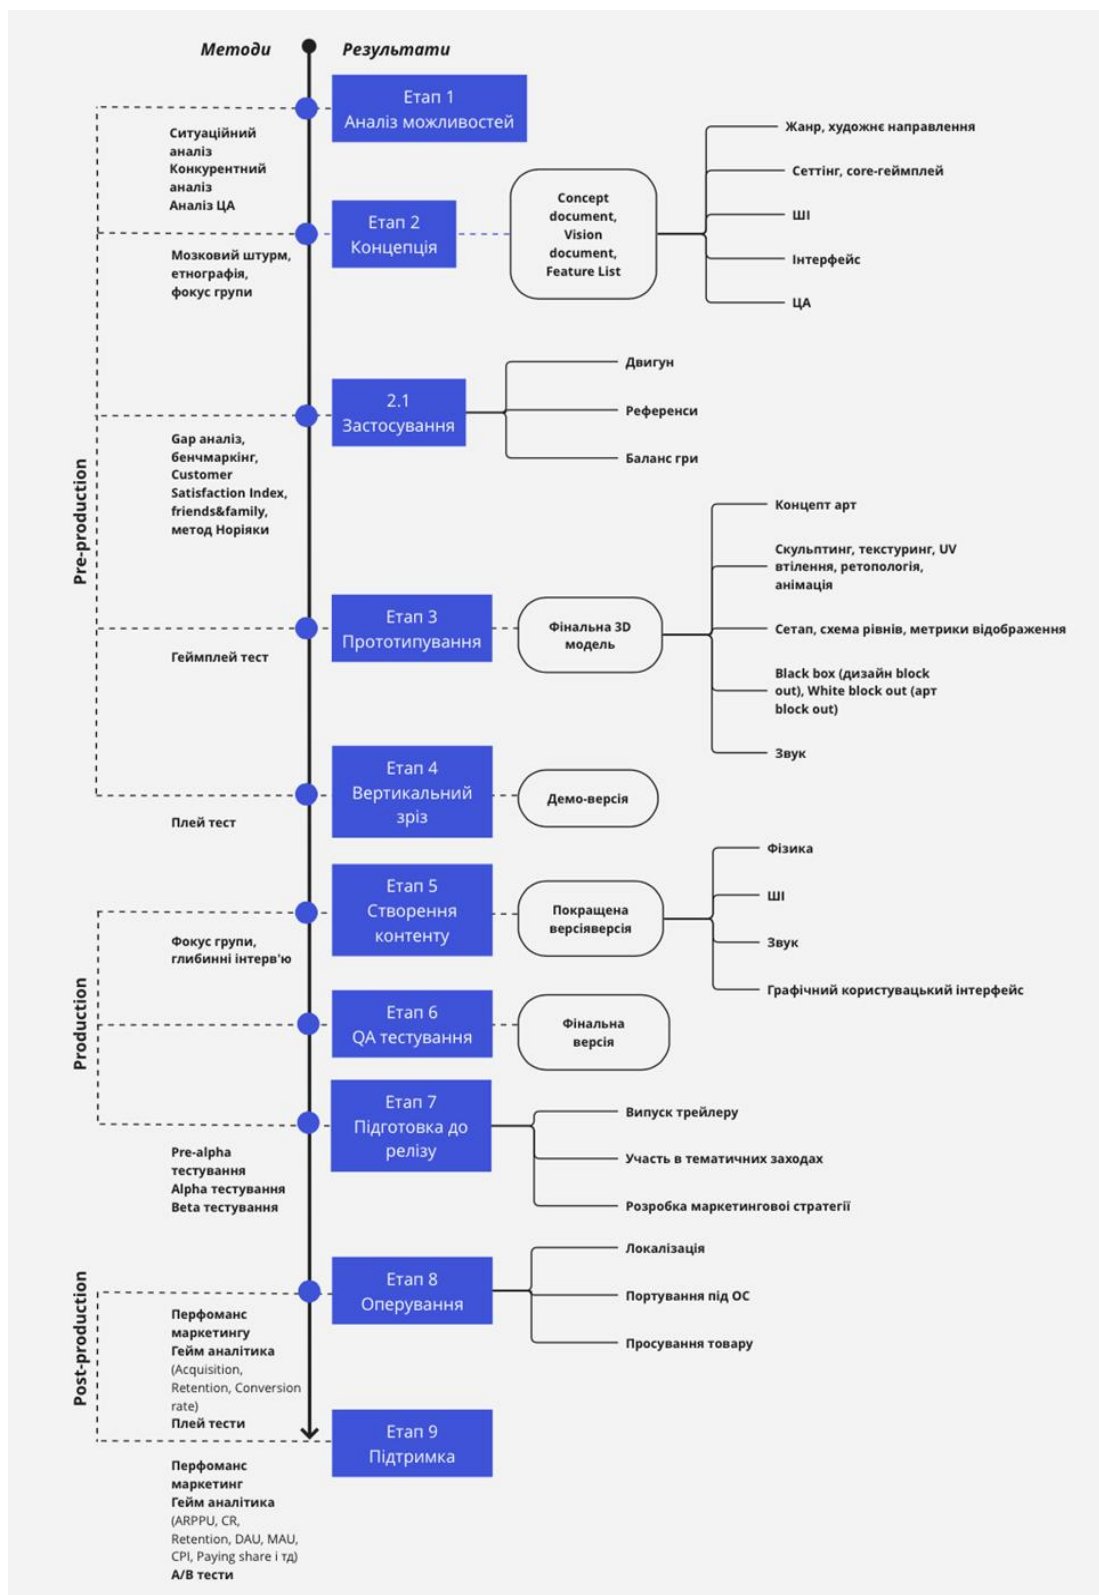 Методи
Результати
Етап 1
Аналіз можливостей
Ситуаційний
аналіз
Конкурентний
аналіз
Аналіз ЦА
Жанр, художнє направлення
Сеттінг, core-геймплей
ШІ
Інтерфейс
ЦА
Concept
document,
Vision
document,
Feature List
Етап 2
Концепція
Мозковий штурм,
етнографія,
фокус групи
2.1
Застосування
Двигун
Референси
Баланс гри
Gap аналіз,
бенчмаркінг,
Customer
Satisfaction Index,
friends&family,
метод Норіяки
Pre-production
Етап 3
Прототипування
Фінальна 3D
модель
Концепт арт
Скульптинг, текстуринг, UV
втілення, ретопологія,
анімація
Сетап, схема рівнів, метрики відображення
Black box (дизайн block
out), White block out (арт
block out)
Звук
Геймплей тест
Етап 4
Вертикальний
зріз
Демо-версія
Плей тест
Етап 5
Створення
контенту
Покращена
версіяверсія
Фізика
ШІ
Звук
Графічний користувацький інтерфейс
Фокус групи,
глибинні інтерв'ю
Production
Етап 6
QA тестування
Фінальна
версія
Етап 7
Підготовка до
релізу
Випуск трейлеру
Участь в тематичних заходах
Розробка маркетингової стратегії
Pre-alpha
тестування
Alpha тестування
Beta тестування
Етап 8
Оперування
Локалізація
Портування під ОС
Просування товару
Post-production
Перфоманс
маркетингу
Гейм аналітика
(Acquisition,
Retention, Conversion
rate)
Плей тести
Етап 9
Підтримка
Перфоманс
маркетинг
Гейм аналітика
(ARPPU, CR,
Retention, DAU, MAU,
CPI, Paying share і тд)
А/В тести